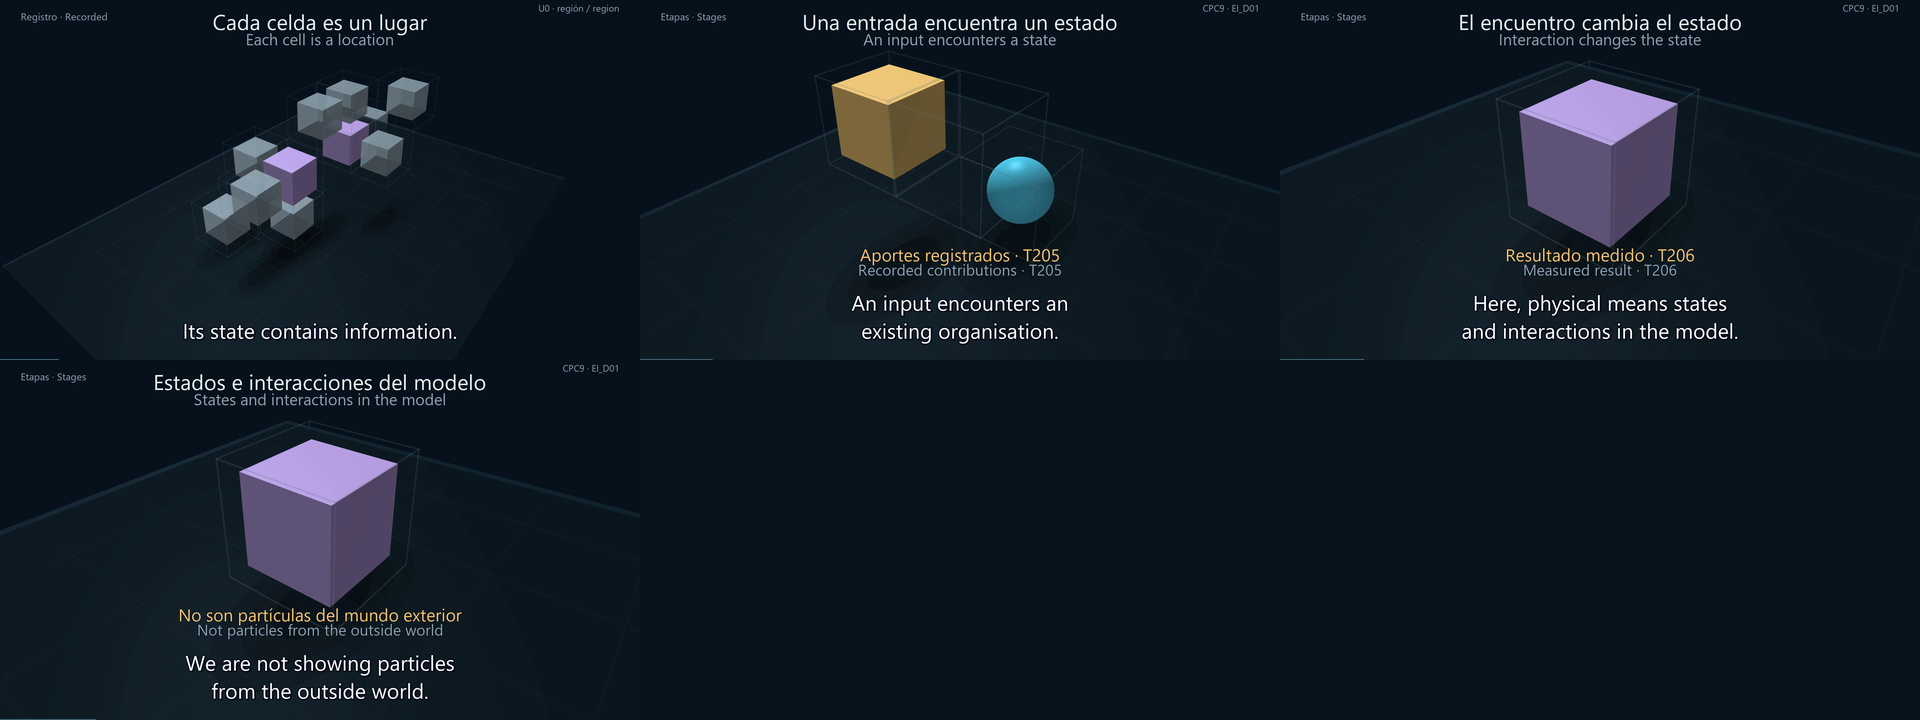 Registro · Recorded
U0 · región / region
Cada celda es un lugar
Each cell is a location
Its state contains information.
Etapas · Stages
CPC9 · EI_D01
Una entrada encuentra un estado
An input encounters a state
Aportes registrados · T205
Recorded contributions · T205
An input encounters an
existing organisation.
Etapas · Stages
CPC9 · EI_D01
El encuentro cambia el estado
Interaction changes the state
Resultado medido · T206
Measured result · T206
Here, physical means states
and interactions in the model.
Etapas · Stages
CPC9 · EI_D01
Estados e interacciones del modelo
States and interactions in the model
No son partículas del mundo exterior
Not particles from the outside world
We are not showing particles
from the outside world.